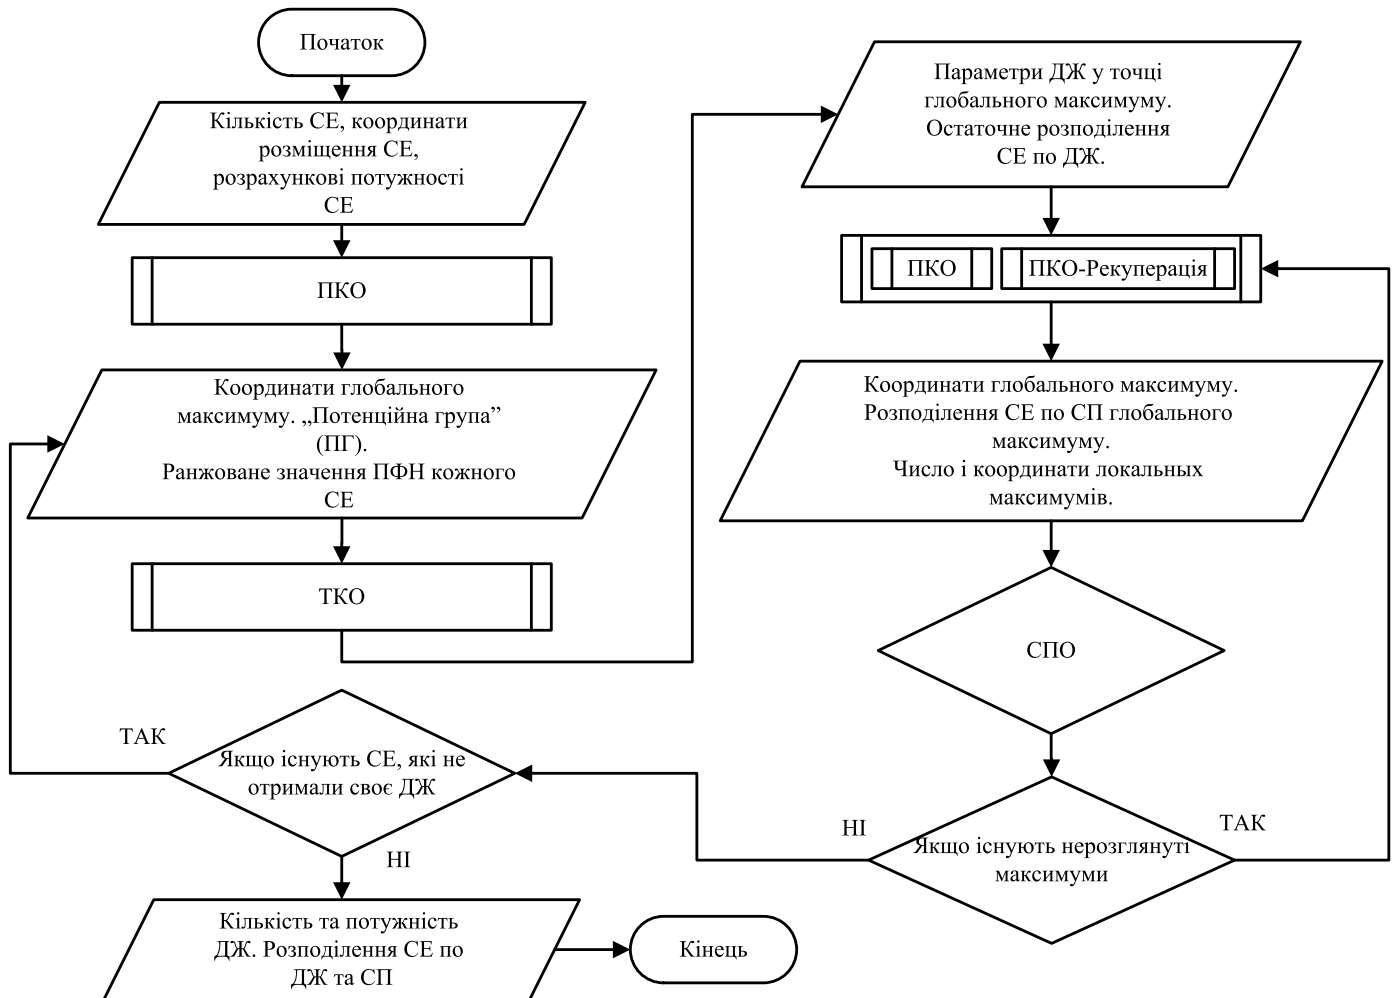 Початок
Кількість СЕ, координати
розміщення СЕ,
розрахункові потужності
СЕ
ПКО
Координати глобального
максимуму. „Потенційна група”
(ПГ).
Ранжоване значення ПФН кожного
СЕ
ТКО
Параметри ДЖ у точці
глобального максимуму.
Остаточне розподілення
СЕ по ДЖ.
ПКО
ПКО-Рекуперація
Координати глобального максимуму.
Розподілення СЕ по СП глобального
максимуму.
Число і координати локальных
максимумів.
СПО
Якщо існують нерозглянуті
максимуми
НІ
ТАК
Якщо існують СЕ, які не
отримали своє ДЖ
ТАК
НІ
Кількість та потужність
ДЖ. Розподілення СЕ по
ДЖ та СП
Кінець